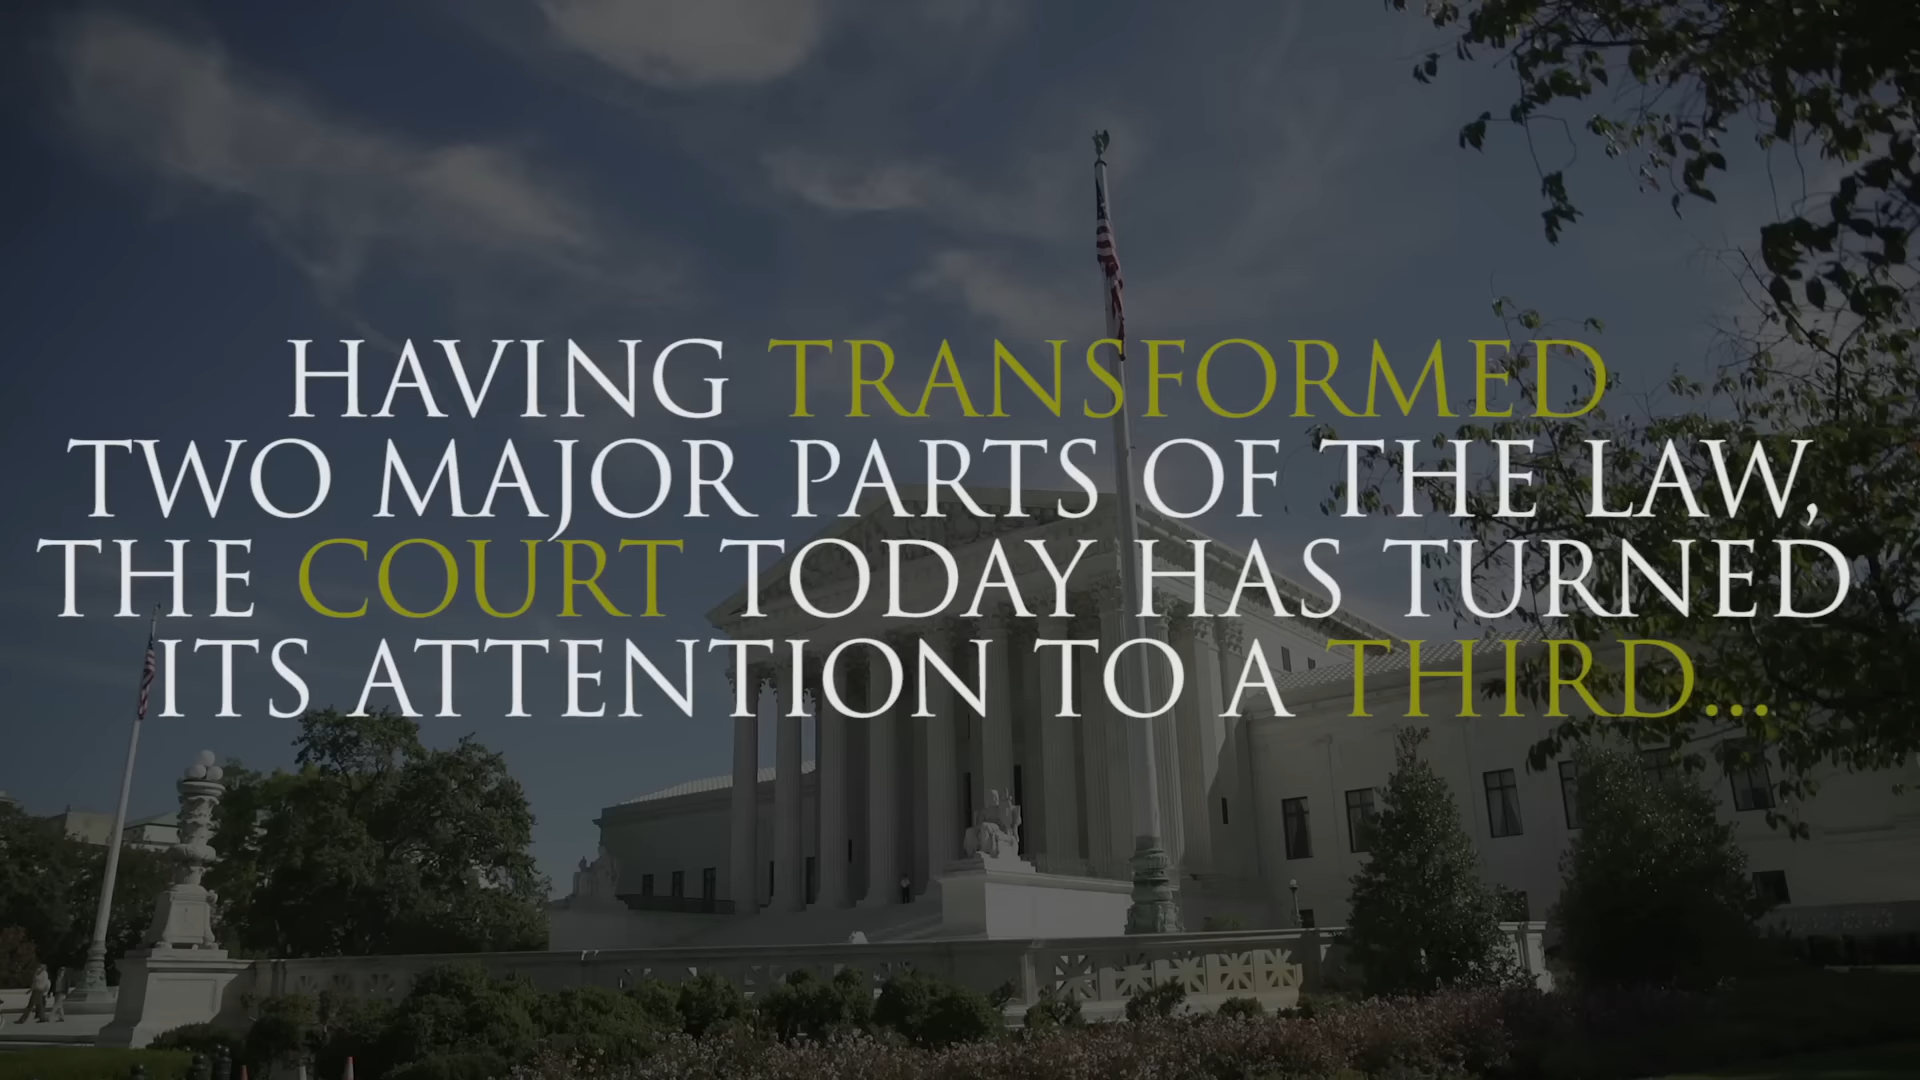 HAVING TRANSFORMED
TWO MAJOR PARTS OF THE LAW,
THE COURT TODAY HAS TURNED
ITS ATTENTION TO A THIRD...